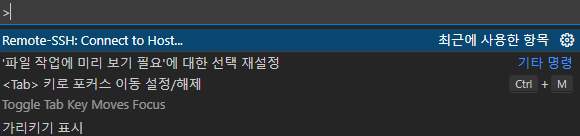 >
Remote-SSH: Connect to Host... 최근에 사용한 항목
'파일 작업에 미리 보기 필요'에 대한 선택 재설정 기타 명령
<Tab> 키로 포커스 이동 설정/해제 Ctrl + M
Toggle Tab Key Moves Focus
가리키기 표시